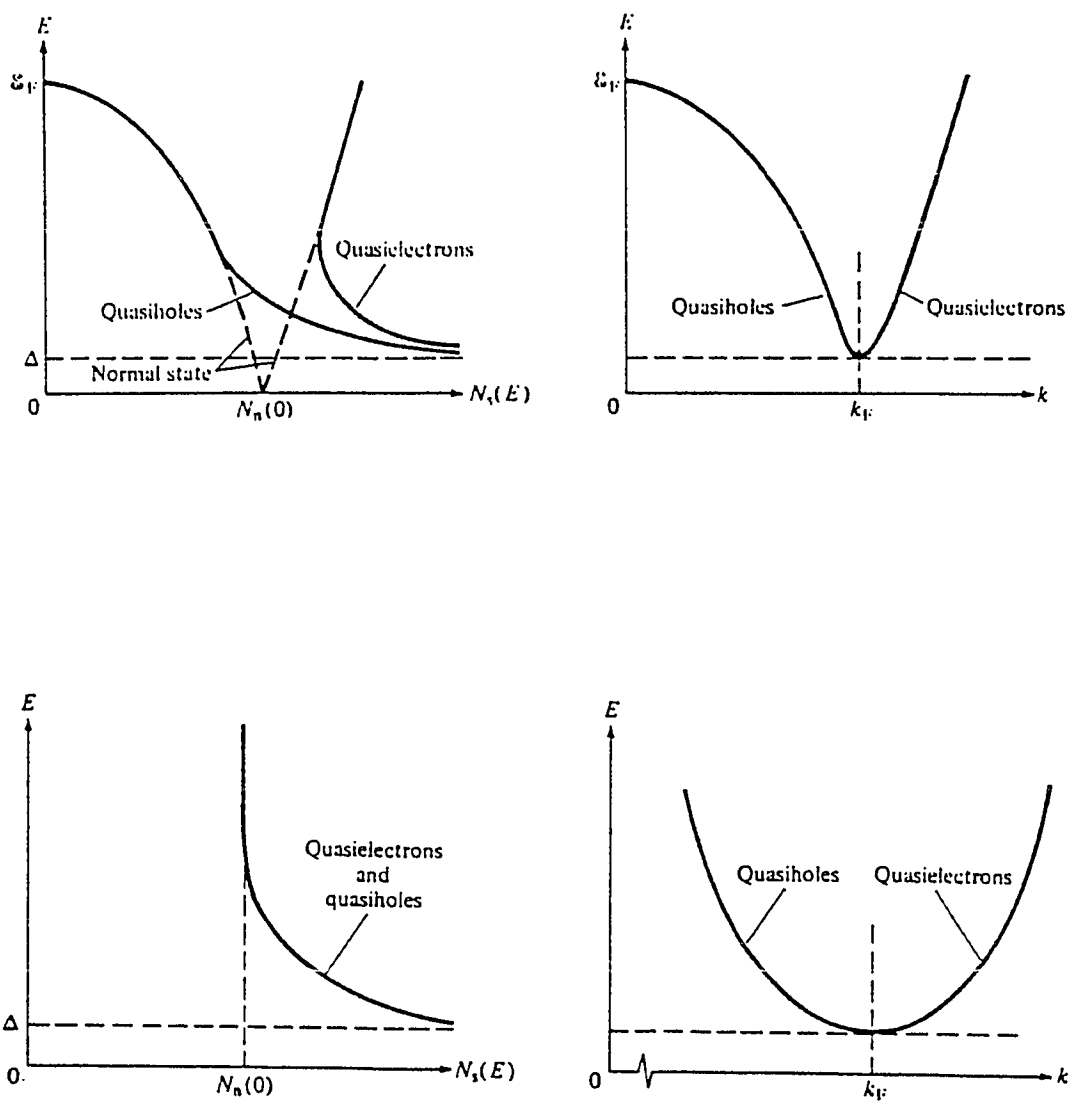 E
ℰF
Quasielectrons
Quasiholes
Δ
Normal state
0
Nn(0)
Ns(E)
E
ℰF
Quasiholes
Quasielectrons
0
kF
k
E
Quasielectrons
and
quasiholes
Δ
0
Nn(0)
Ns(E)
E
Quasiholes
Quasielectrons
0
kF
k